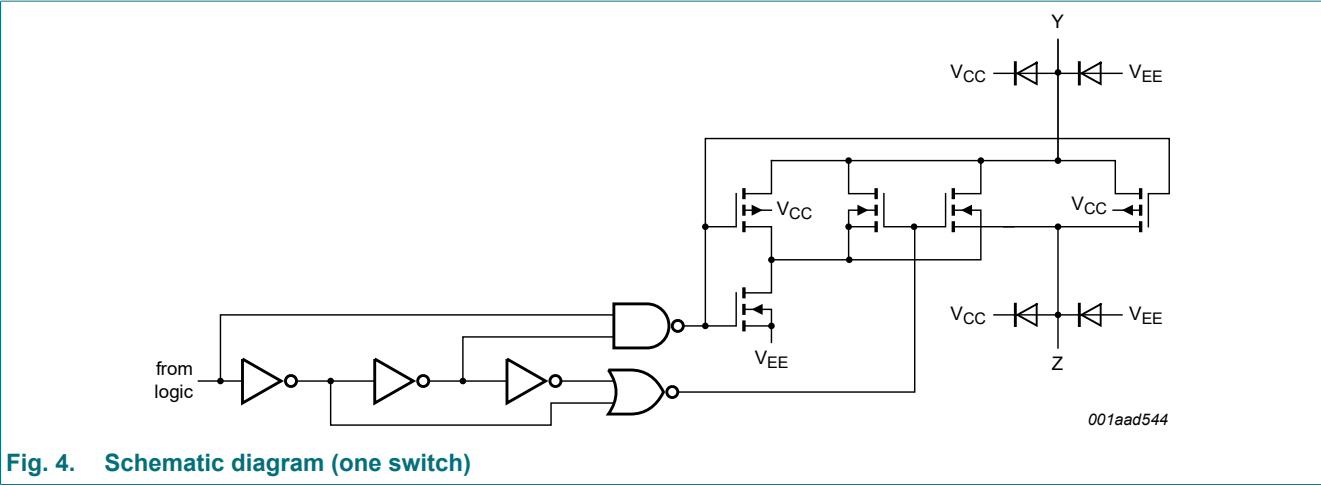 Y
VCC
VEE
VCC
VCC
VCC
VEE
VEE
Z
from
logic
001aad544
Fig. 4. Schematic diagram (one switch)